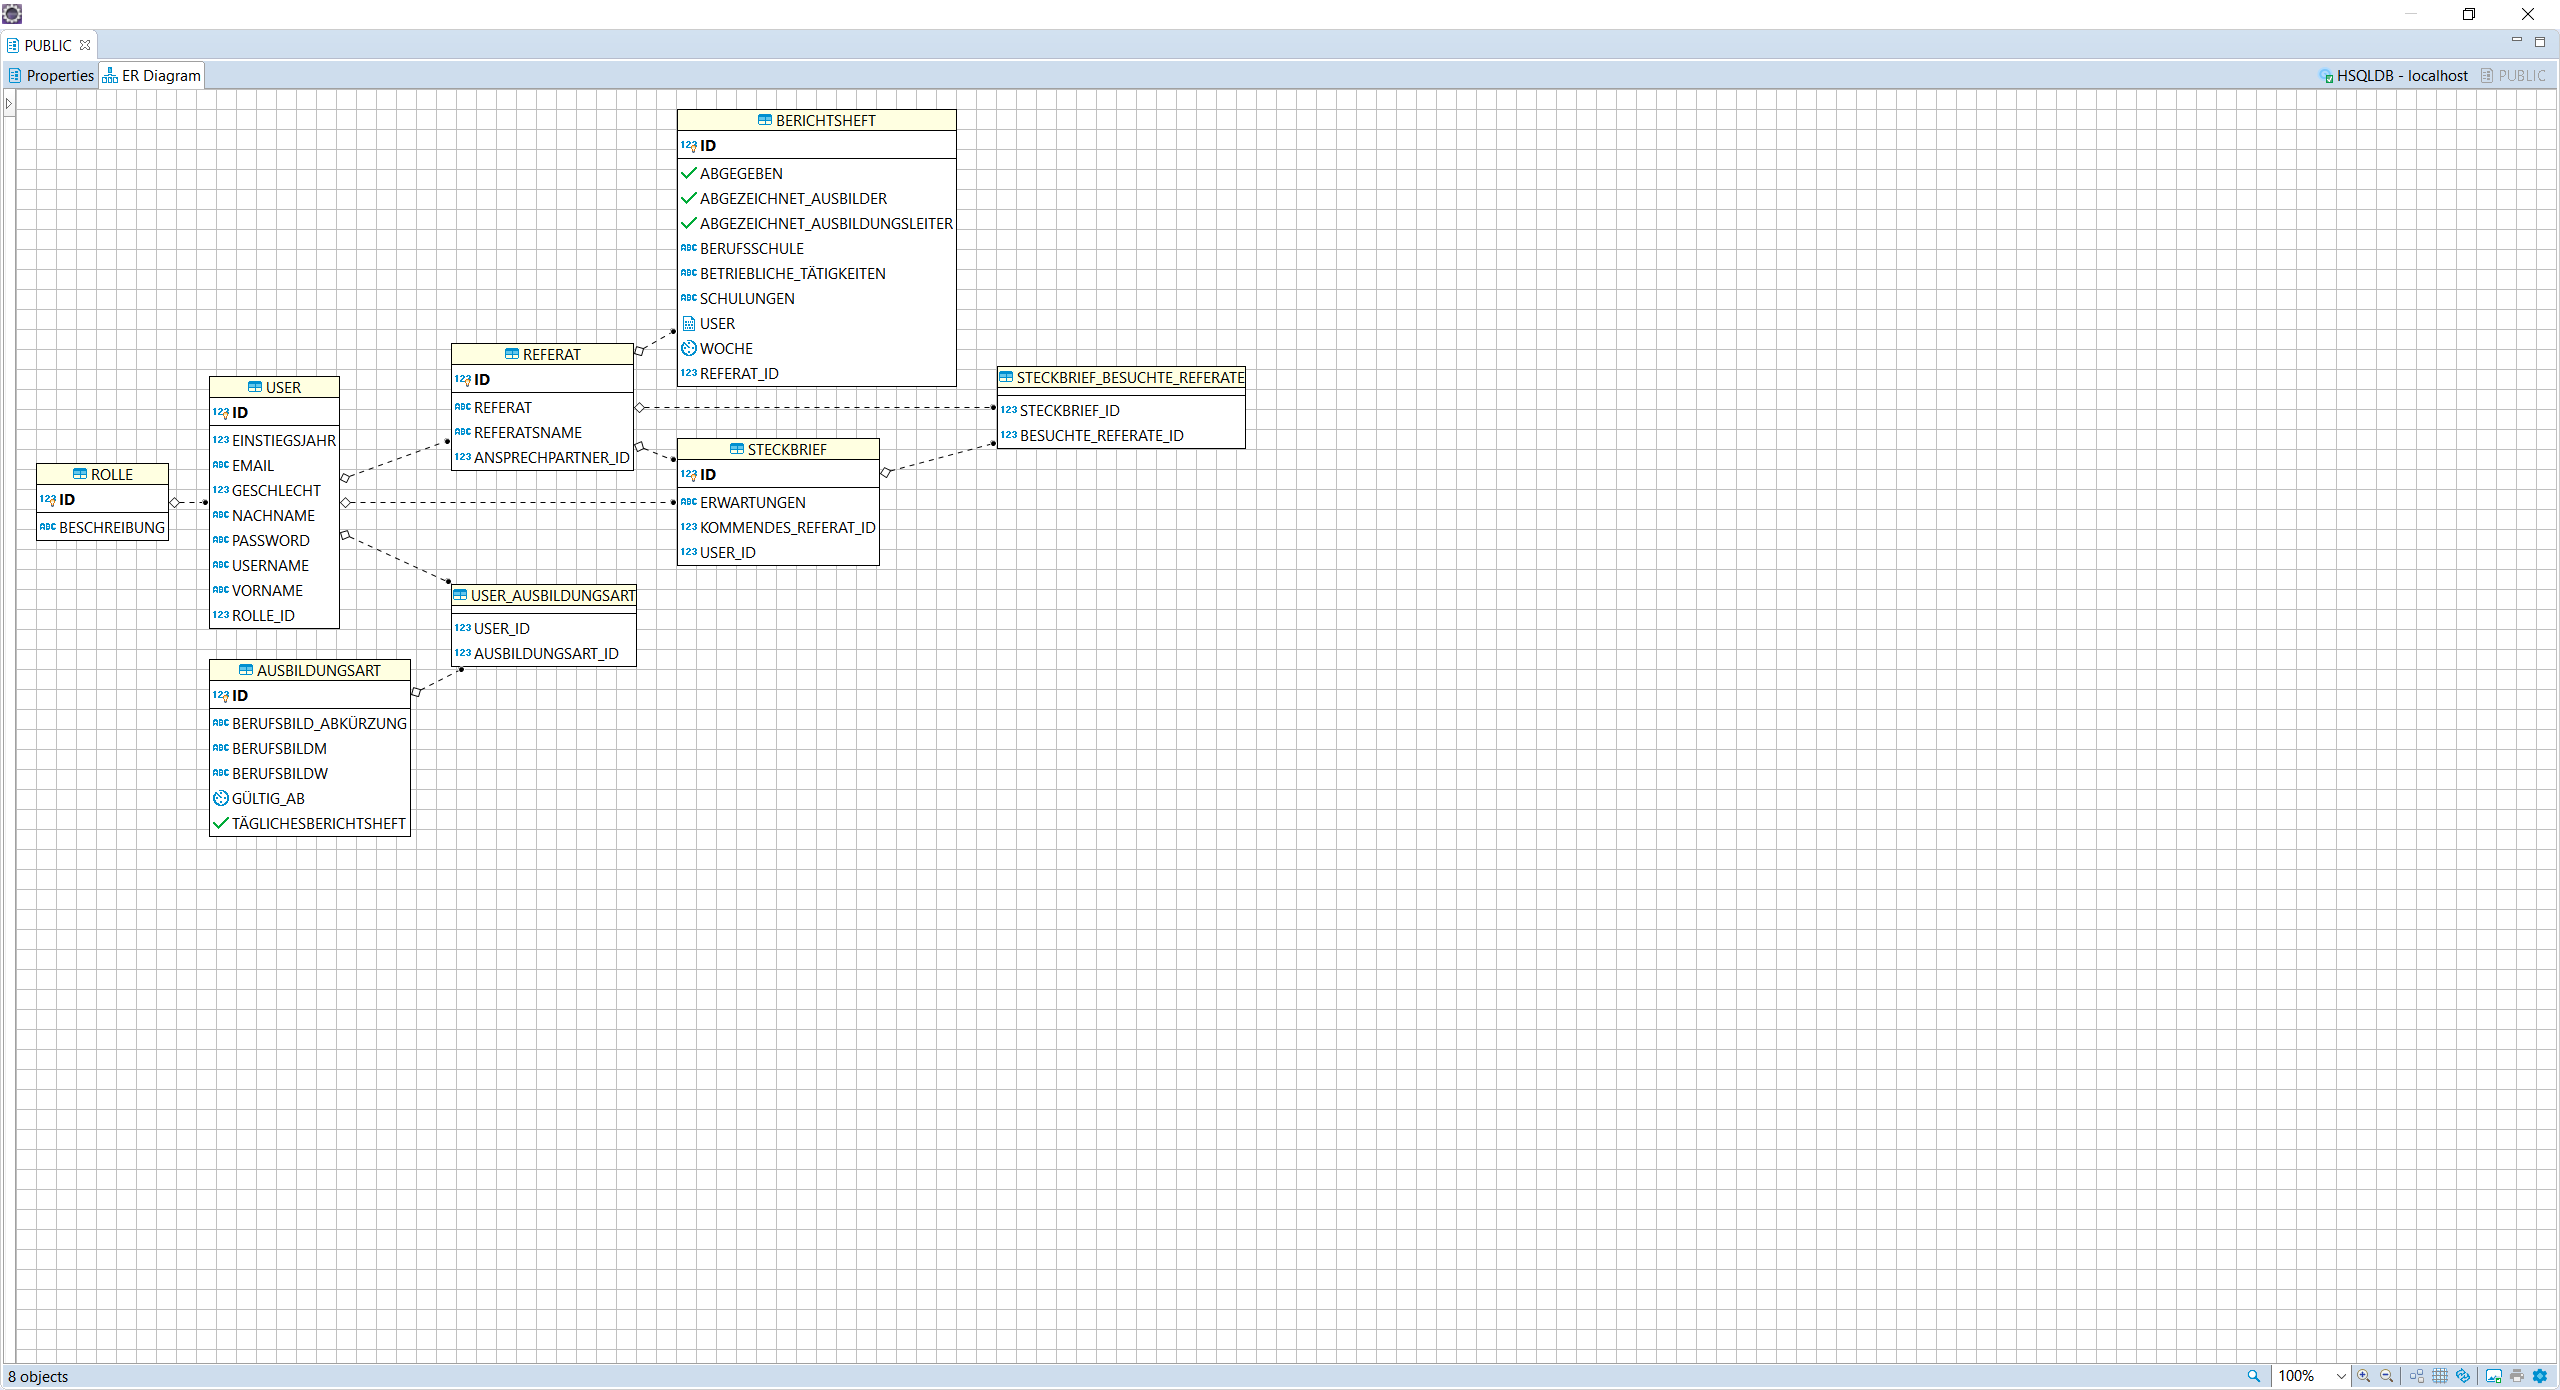 PUBLIC
Properties
ER Diagram
HSQLDB - localhost
PUBLIC
BERICHTSHEFT
ID
ABGEGEBEN
ABGEZEICHNET_AUSBILDER
ABGEZEICHNET_AUSBILDUNGSLEITER
BERUFSSCHULE
BETRIEBLICHE_TÄTIGKEITEN
SCHULUNGEN
USER
WOCHE
REFERAT_ID
REFERAT
ID
REFERAT
REFERATSNAME
ANSPRECHPARTNER_ID
STECKBRIEF_BESUCHTE_REFERATE
STECKBRIEF_ID
BESUCHTE_REFERATE_ID
USER
ID
EINSTIEGSJAHR
EMAIL
GESCHLECHT
NACHNAME
PASSWORD
USERNAME
VORNAME
ROLLE_ID
STECKBRIEF
ID
ERWARTUNGEN
KOMMENDES_REFERAT_ID
USER_ID
ROLLE
ID
BESCHREIBUNG
USER_AUSBILDUNGSART
USER_ID
AUSBILDUNGSART_ID
AUSBILDUNGSART
ID
BERUFSBILD_ABKÜRZUNG
BERUFSBILDM
BERUFSBILDW
GÜLTIG_AB
TÄGLICHESBERICHTSHEFT
8 objects
100%